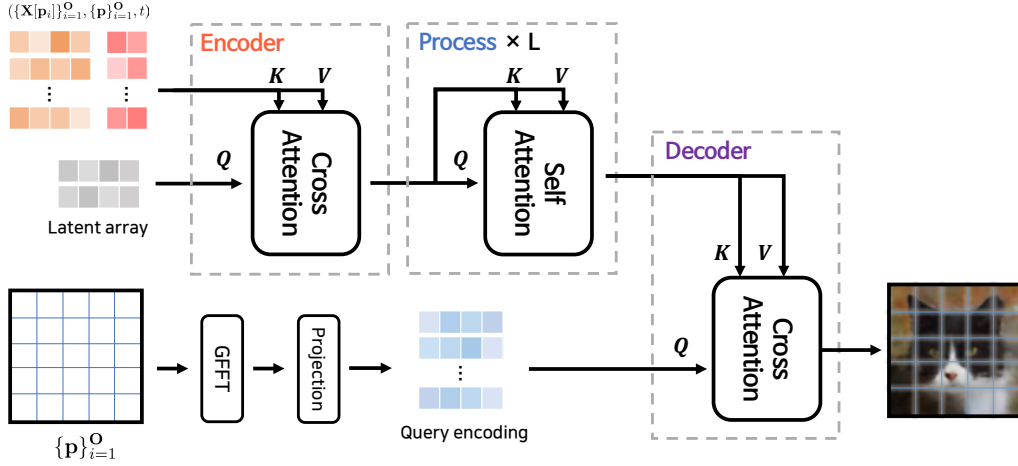 ({X[p_i]}_{i=1}^O, {p}_{i=1}^O, t)
Encoder
Process × L
K V
K V
Q
Cross Attention
Q
Self Attention
Decoder
Latent array
K V
GFFT
Projection
Q
Cross Attention
Query encoding
{p}_{i=1}^O